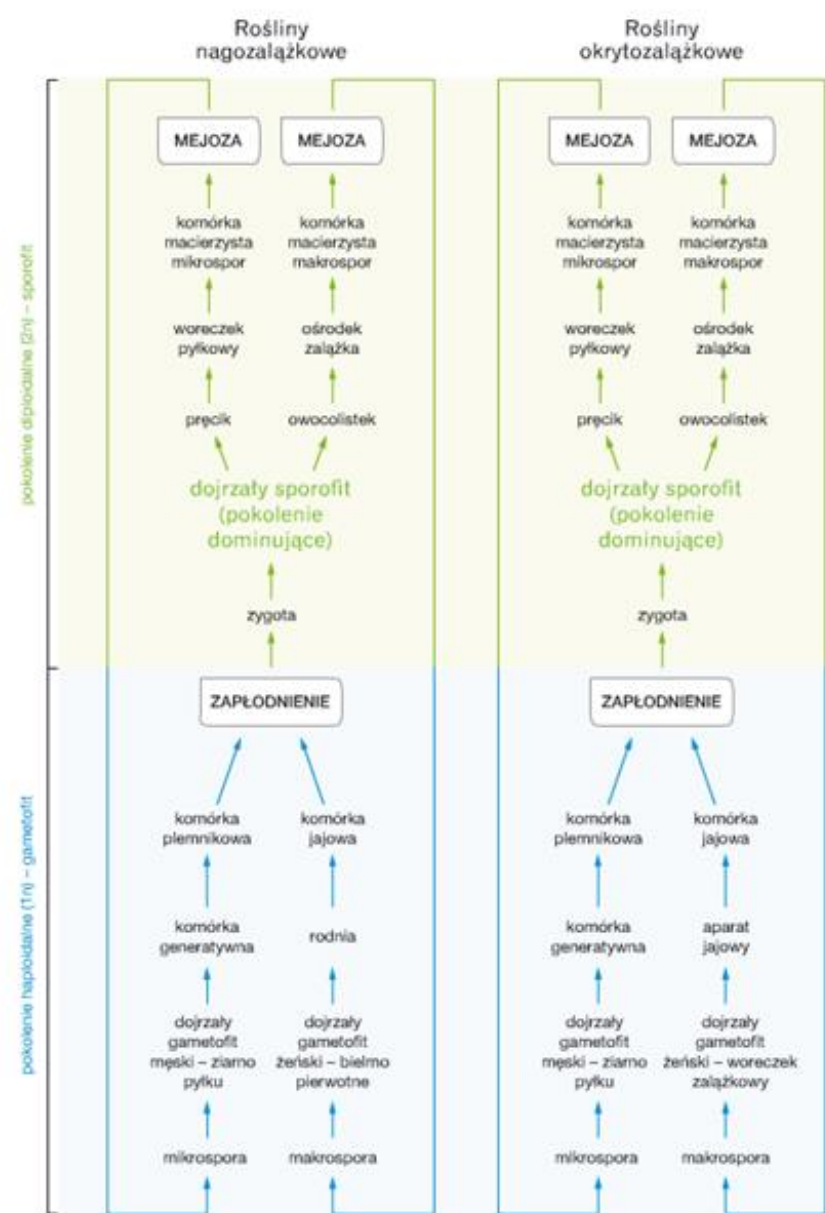 Rośliny
nagozalążkowe
MEJOZA
MEJOZA
komórka
macierzysta
mikrospor
komórka
macierzysta
makrospor
woreczek
pyłkowy
ośrodek
zalążka
pręcik
owocolistek
dojrzały sporofit
(pokolenie
dominujące)
zygota
ZAPŁODNIENIE
komórka
plemnikowa
komórka
jajowa
komórka
generatywna
rodnia
dojrzały
gametofit
męski – ziarno
pyłku
dojrzały
gametofit
żeński – bielmo
pierwotne
mikrospora
makrospora
Rośliny
okrytozalążkowe
MEJOZA
MEJOZA
komórka
macierzysta
mikrospor
komórka
macierzysta
makrospor
woreczek
pyłkowy
ośrodek
zalążka
pręcik
owocolistek
dojrzały sporofit
(pokolenie
dominujące)
zygota
ZAPŁODNIENIE
komórka
plemnikowa
komórka
jajowa
komórka
generatywna
aparat
jajowy
dojrzały
gametofit
męski – ziarno
pyłku
dojrzały
gametofit
żeński – woreczek
zalążkowy
mikrospora
makrospora
pokolenie diploidalne (2n) – sporofit
pokolenie haploidalne (1n) – gametofit